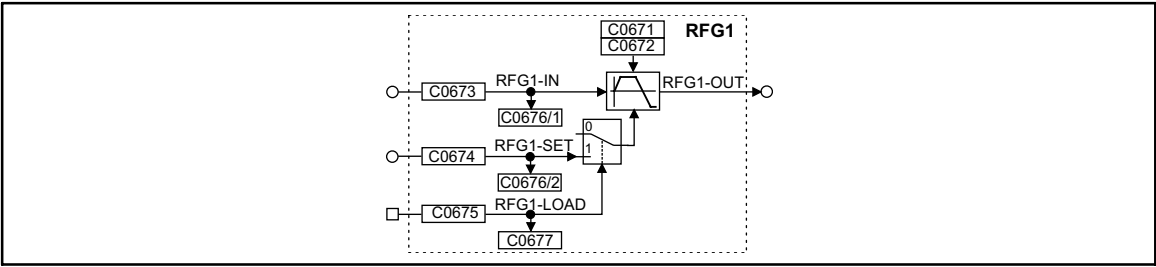 C0671
RFG1
C0672
RFG1-IN
RFG1-OUT
C0673
C0676/1
0
RFG1-SET
1
C0674
C0676/2
RFG1-LOAD
C0675
C0677